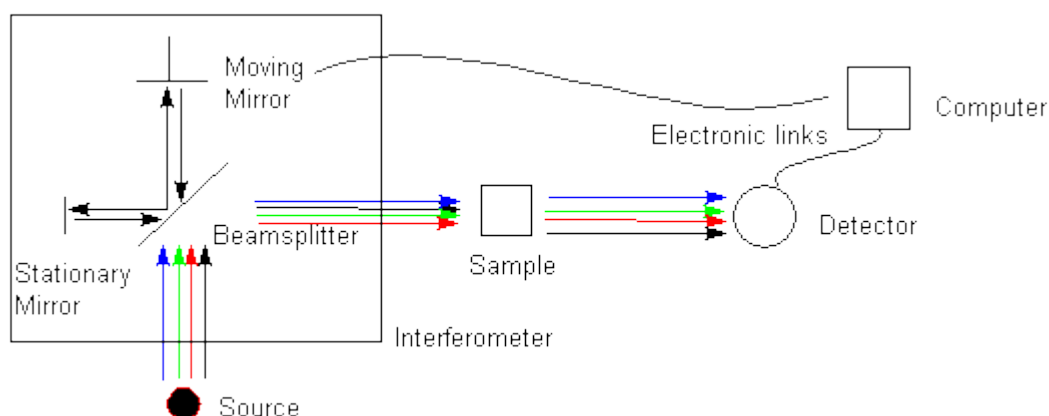 Moving
Mirror
Computer
Electronic links
Beamsplitter
Detector
Sample
Stationary
Mirror
Interferometer
Source